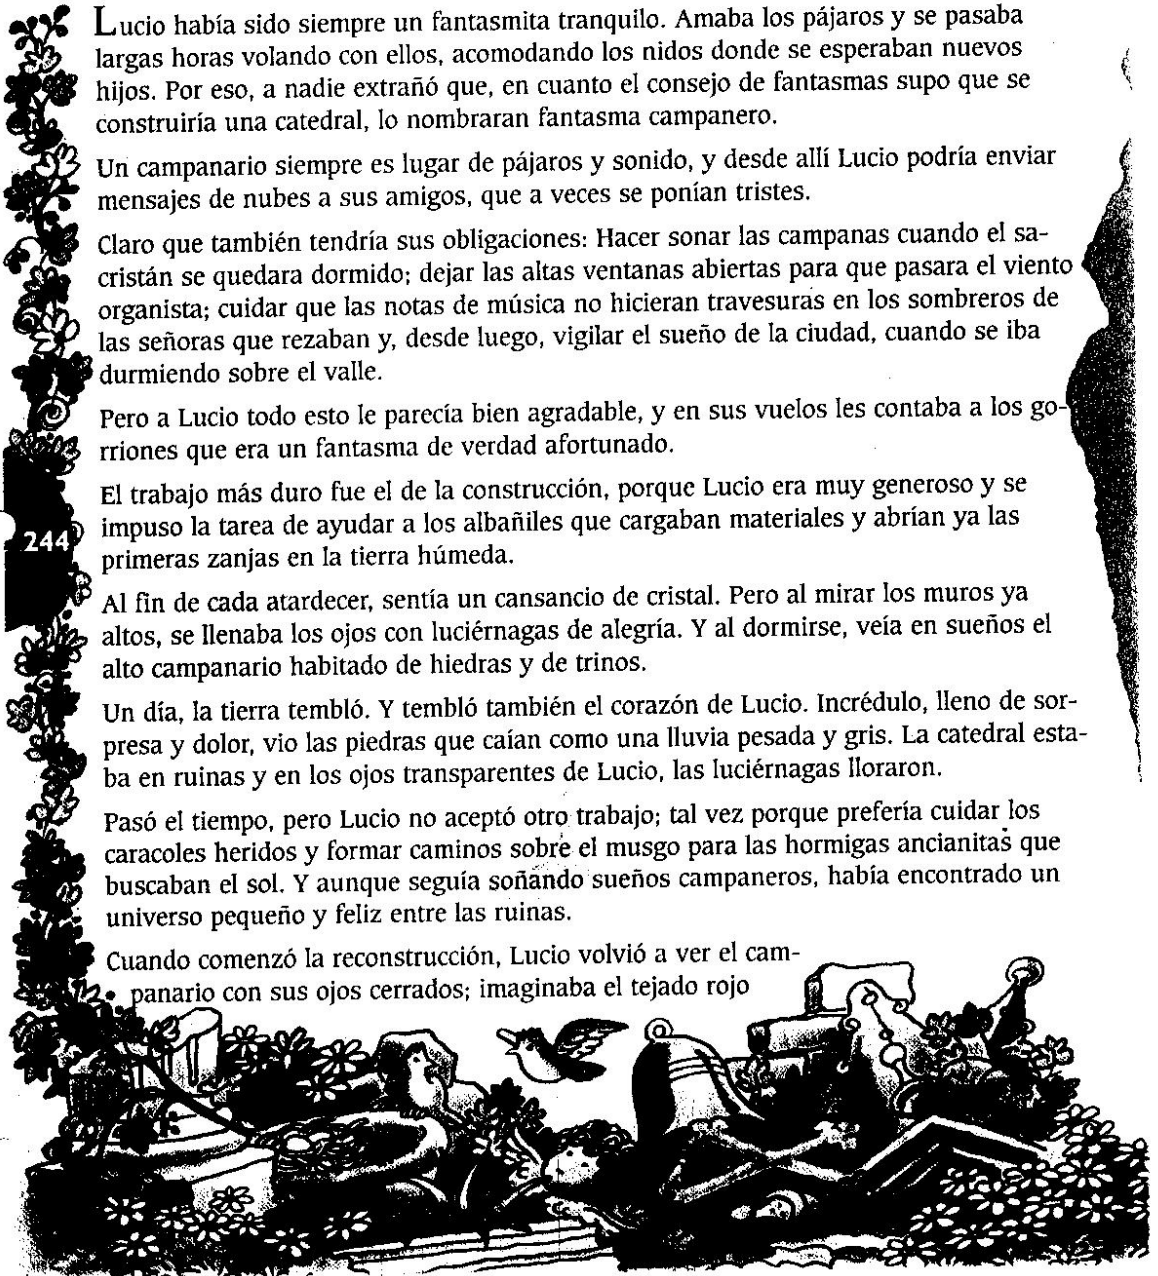 Lucio había sido siempre un fantasmita tranquilo. Amaba los pájaros y se pasaba
largas horas volando con ellos, acomodando los nidos donde se esperaban nuevos
hijos. Por eso, a nadie extrañó que, en cuanto el consejo de fantasmas supo que se
construiría una catedral, lo nombraran fantasma campanero.
Un campanario siempre es lugar de pájaros y sonido, y desde allí Lucio podría enviar
mensajes de nubes a sus amigos, que a veces se ponían tristes.
Claro que también tendría sus obligaciones: Hacer sonar las campanas cuando el sa-
cristán se quedara dormido; dejar las altas ventanas abiertas para que pasara el viento
organista; cuidar que las notas de música no hicieran travesuras en los sombreros de
las señoras que rezaban y, desde luego, vigilar el sueño de la ciudad, cuando se iba
durmiendo sobre el valle.
Pero a Lucio todo esto le parecía bien agradable, y en sus vuelos les contaba a los go-
rriones que era un fantasma de verdad afortunado.
El trabajo más duro fue el de la construcción, porque Lucio era muy generoso y se
impuso la tarea de ayudar a los albañiles que cargaban materiales y abrían ya las
244
primeras zanjas en la tierra húmeda.
Al fin de cada atardecer, sentía un cansancio de cristal. Pero al mirar los muros ya
altos, se llenaba los ojos con luciérnagas de alegría. Y al dormirse, veía en sueños el
alto campanario habitado de hiedras y de trinos.
Un día, la tierra tembló. Y tembló también el corazón de Lucio. Incrédulo, lleno de sor-
presa y dolor, vio las piedras que caían como una lluvia pesada y gris. La catedral esta-
ba en ruinas y en los ojos transparentes de Lucio, las luciérnagas lloraron.
Pasó el tiempo, pero Lucio no aceptó otro trabajo; tal vez porque prefería cuidar los
caracoles heridos y formar caminos sobre el musgo para las hormigas ancianitas que
buscaban el sol. Y aunque seguía soñando sueños campaneros, había encontrado un
universo pequeño y feliz entre las ruinas.
Cuando comenzó la reconstrucción, Lucio volvió a ver el cam-
panario con sus ojos cerrados; imaginaba el tejado rojo